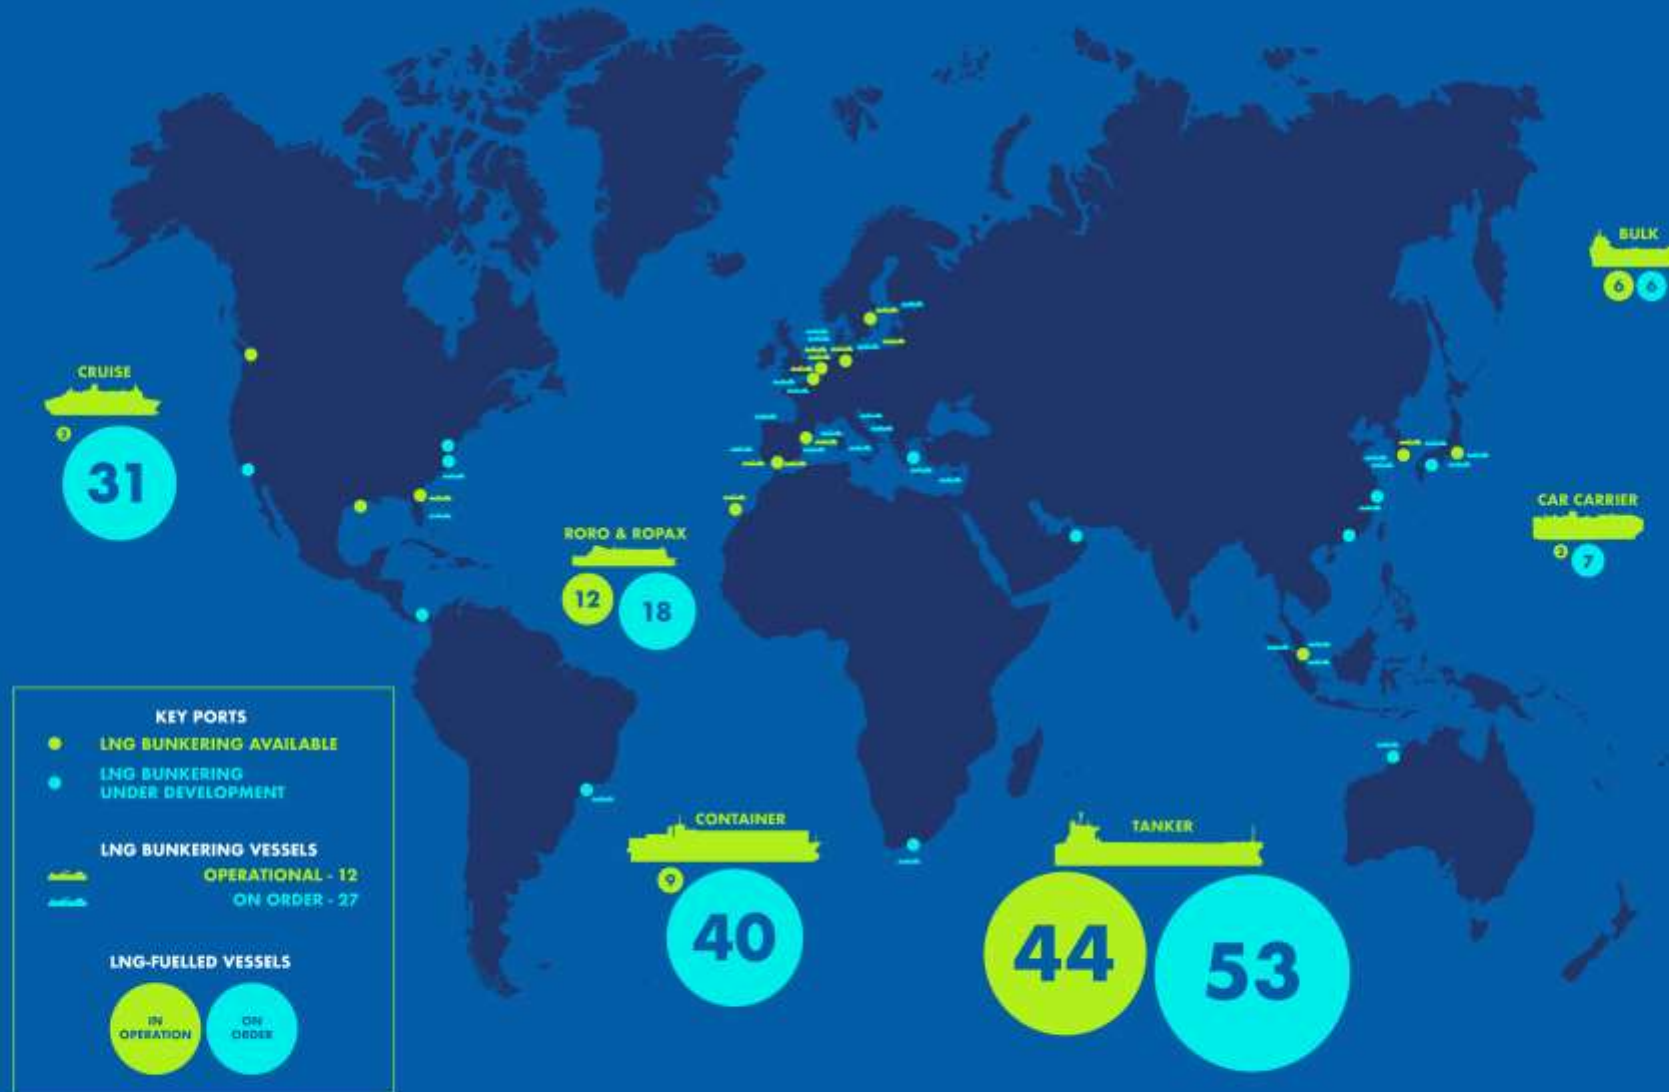 BULK
6 6
CRUISE
31
CAR CARRIER
7
RORO & ROPAX
12 18
KEY PORTS
LNG BUNKERING AVAILABLE
LNG BUNKERING
UNDER DEVELOPMENT
LNG BUNKERING VESSELS
OPERATIONAL - 12
ON ORDER - 27
LNG-FUELLED VESSELS
IN
OPERATION
ON
ORDER
CONTAINER
9
40
TANKER
44 53